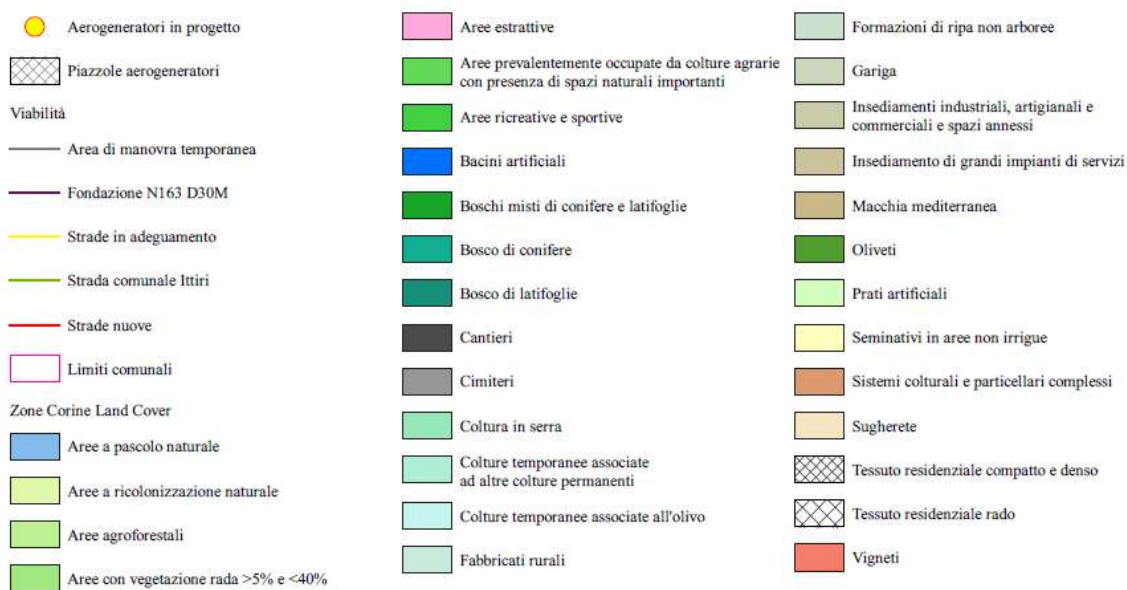 Aerogeneratori in progetto
Piazzole aerogeneratori
Viabilità
Area di manovra temporanea
Fondazione N163 D30M
Strade in adeguamento
Strada comunale Ittiri
Strade nuove
Limiti comunali
Zone Corine Land Cover
Aree a pascolo naturale
Aree a ricolonizzazione naturale
Aree agroforestali
Aree con vegetazione rada >5% e <40%
Aree estrattive
Aree prevalentemente occupate da colture agrarie
con presenza di spazi naturali importanti
Aree ricreative e sportive
Bacini artificiali
Boschi misti di conifere e latifoglie
Bosco di conifere
Bosco di latifoglie
Cantieri
Cimiteri
Coltura in serra
Colture temporanee associate
ad altre colture permanenti
Colture temporanee associate all'olivo
Fabbricati rurali
Formazioni di ripa non arboree
Gariga
Insediamenti industriali, artigianali e
commerciali e spazi annessi
Insediamento di grandi impianti di servizi
Macchia mediterranea
Oliveti
Prati artificiali
Seminativi in aree non irrigue
Sistemi colturali e particellari complessi
Sugherete
Tessuto residenziale compatto e denso
Tessuto residenziale rado
Vigneti